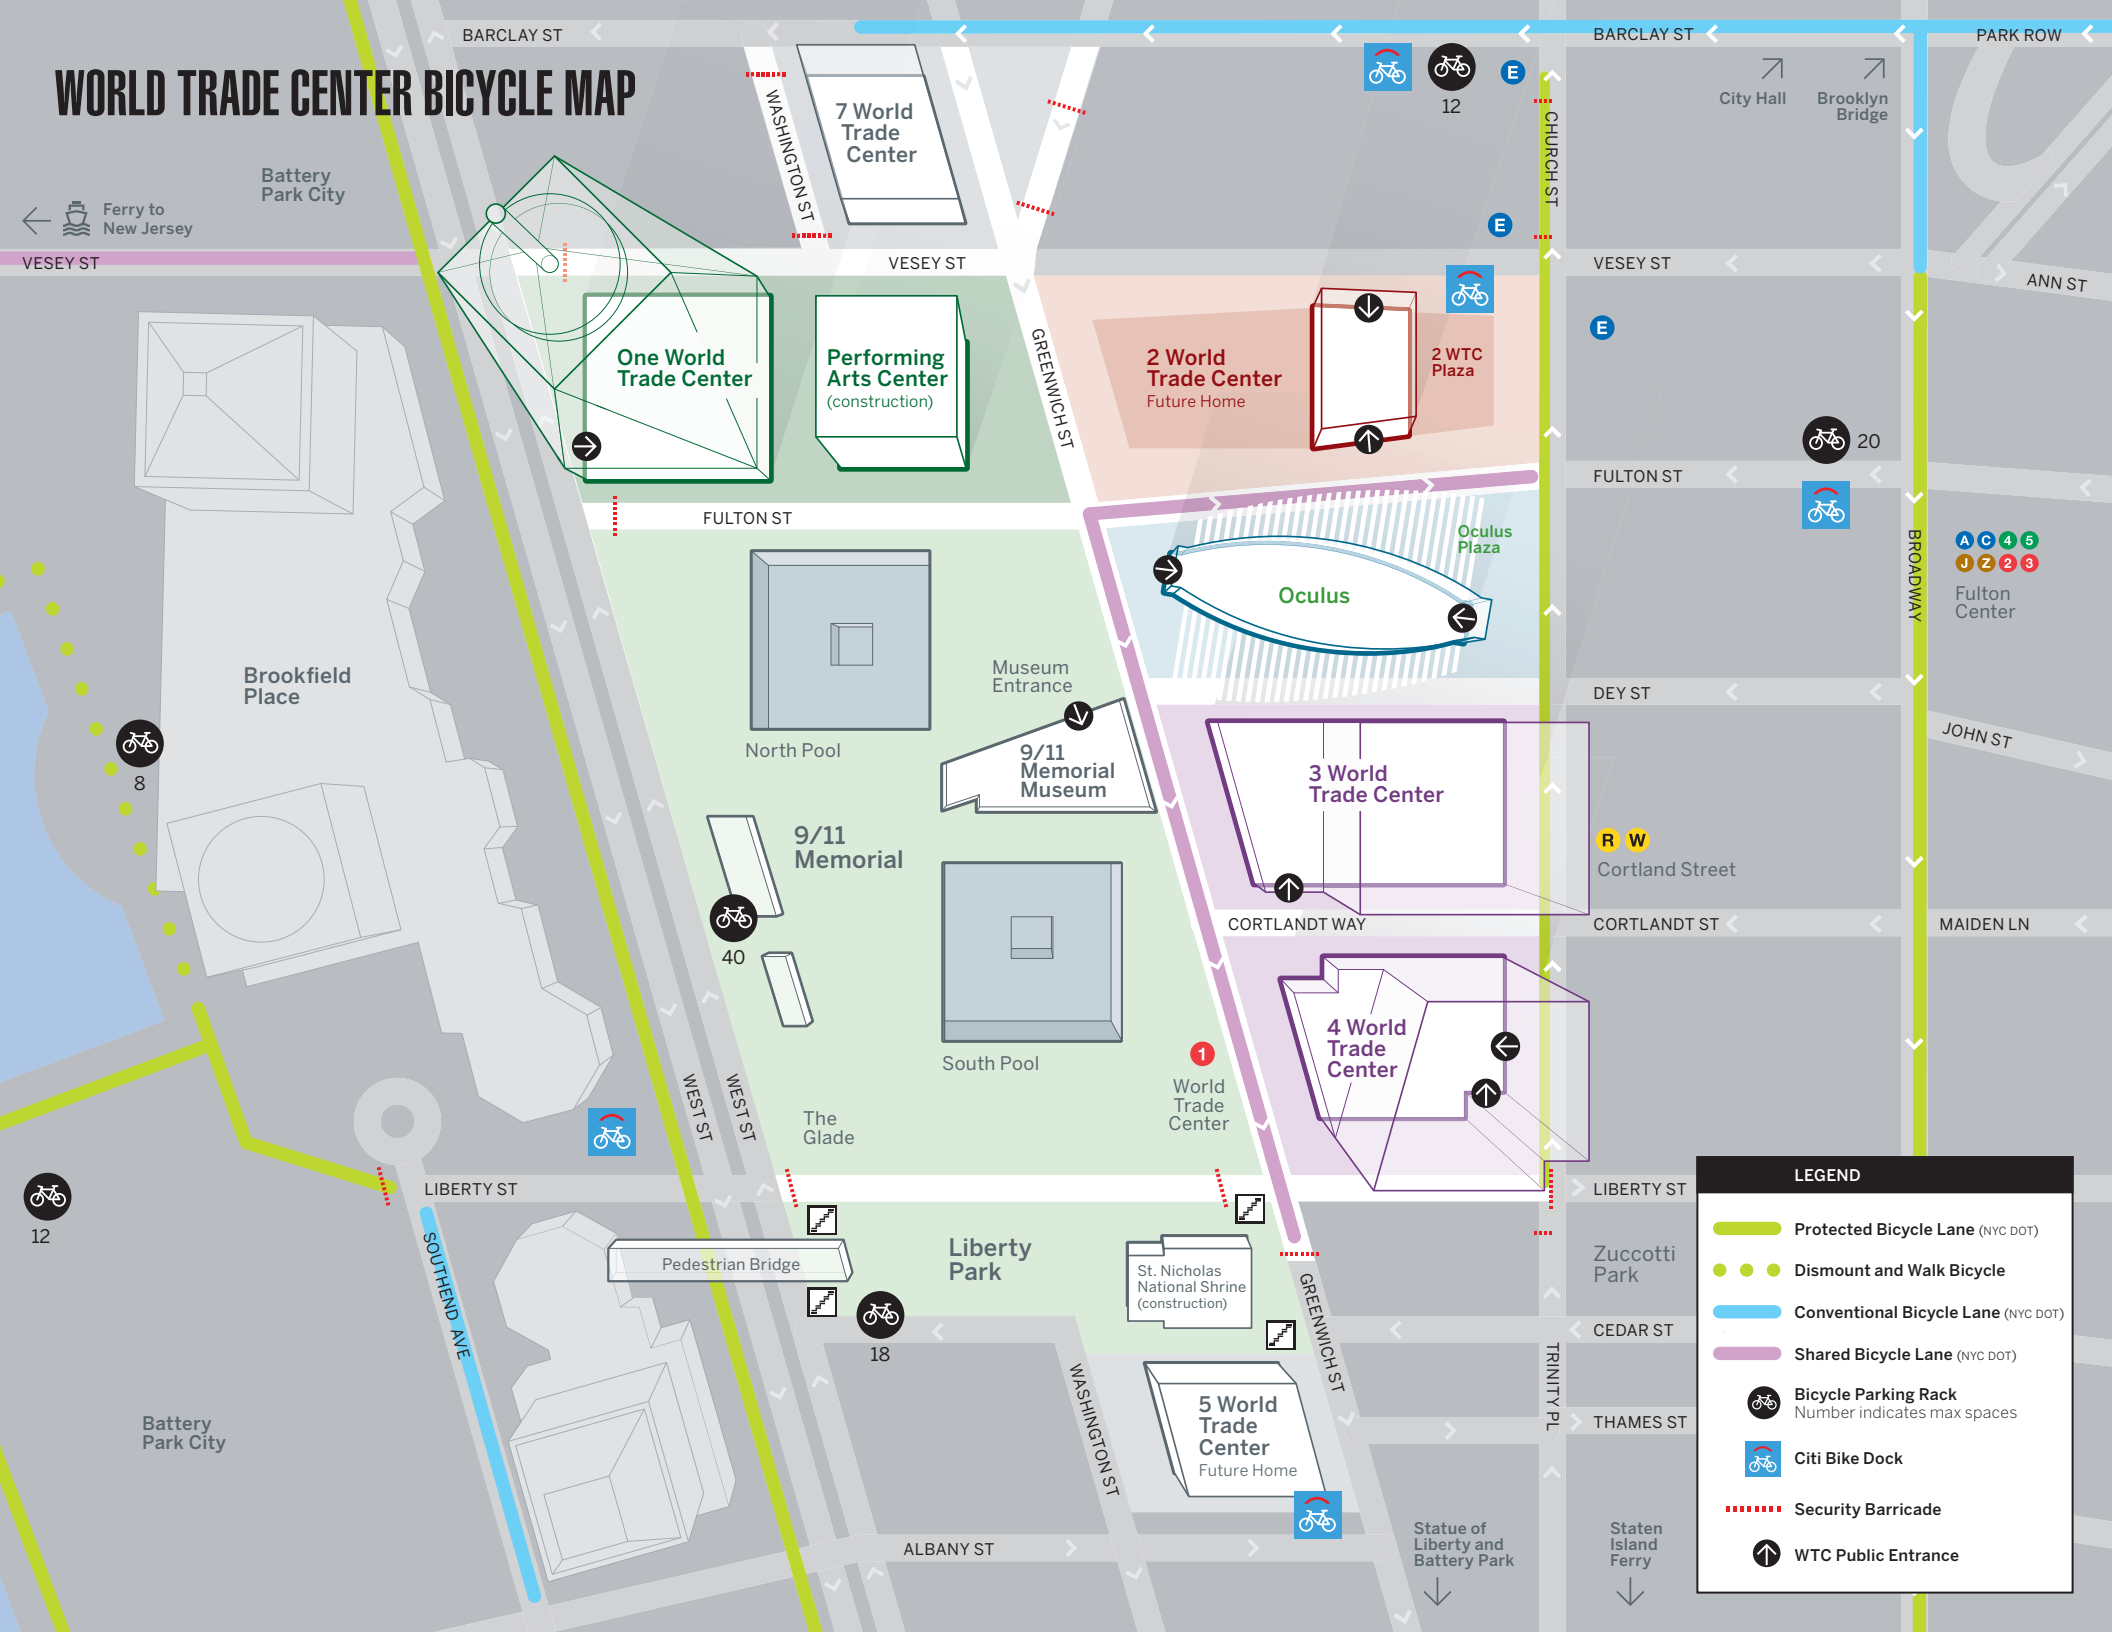 WORLD TRADE CENTER BICYCLE MAP
BARCLAY ST
BARCLAY ST
PARK ROW
City Hall
Brooklyn
Bridge
12
E
CHURCH ST
WASHINGTON ST
7 World
Trade
Center
Battery
Park City
Ferry to
New Jersey
E
VESEY ST
VESEY ST
VESEY ST
ANN ST
E
GREENWICH ST
One World
Trade Center
Performing
Arts Center
(construction)
2 World
Trade Center
Future Home
2 WTC
Plaza
20
FULTON ST
FULTON ST
BROADWAY
Oculus
Plaza
Oculus
A C 4 5
J Z 2 3
Fulton
Center
Brookfield
Place
8
Museum
Entrance
North Pool
9/11
Memorial
Museum
DEY ST
JOHN ST
3 World
Trade Center
9/11
Memorial
R W
Cortland Street
40
CORTLANDT WAY
CORTLANDT ST
MAIDEN LN
4 World
Trade
Center
South Pool
1
World
Trade
Center
WEST ST
WEST ST
The
Glade
12
LIBERTY ST
LIBERTY ST
SOUTHEND AVE
Pedestrian Bridge
Liberty
Park
St. Nicholas
National Shrine
(construction)
Zuccotti
Park
18
GREENWICH ST
CEDAR ST
TRINITY PL
WASHINGTON ST
5 World
Trade
Center
Future Home
THAMES ST
Battery
Park City
ALBANY ST
Statue of
Liberty and
Battery Park
Staten
Island
Ferry
LEGEND
Protected Bicycle Lane (NYC DOT)
Dismount and Walk Bicycle
Conventional Bicycle Lane (NYC DOT)
Shared Bicycle Lane (NYC DOT)
Bicycle Parking Rack
Number indicates max spaces
Citi Bike Dock
Security Barricade
WTC Public Entrance